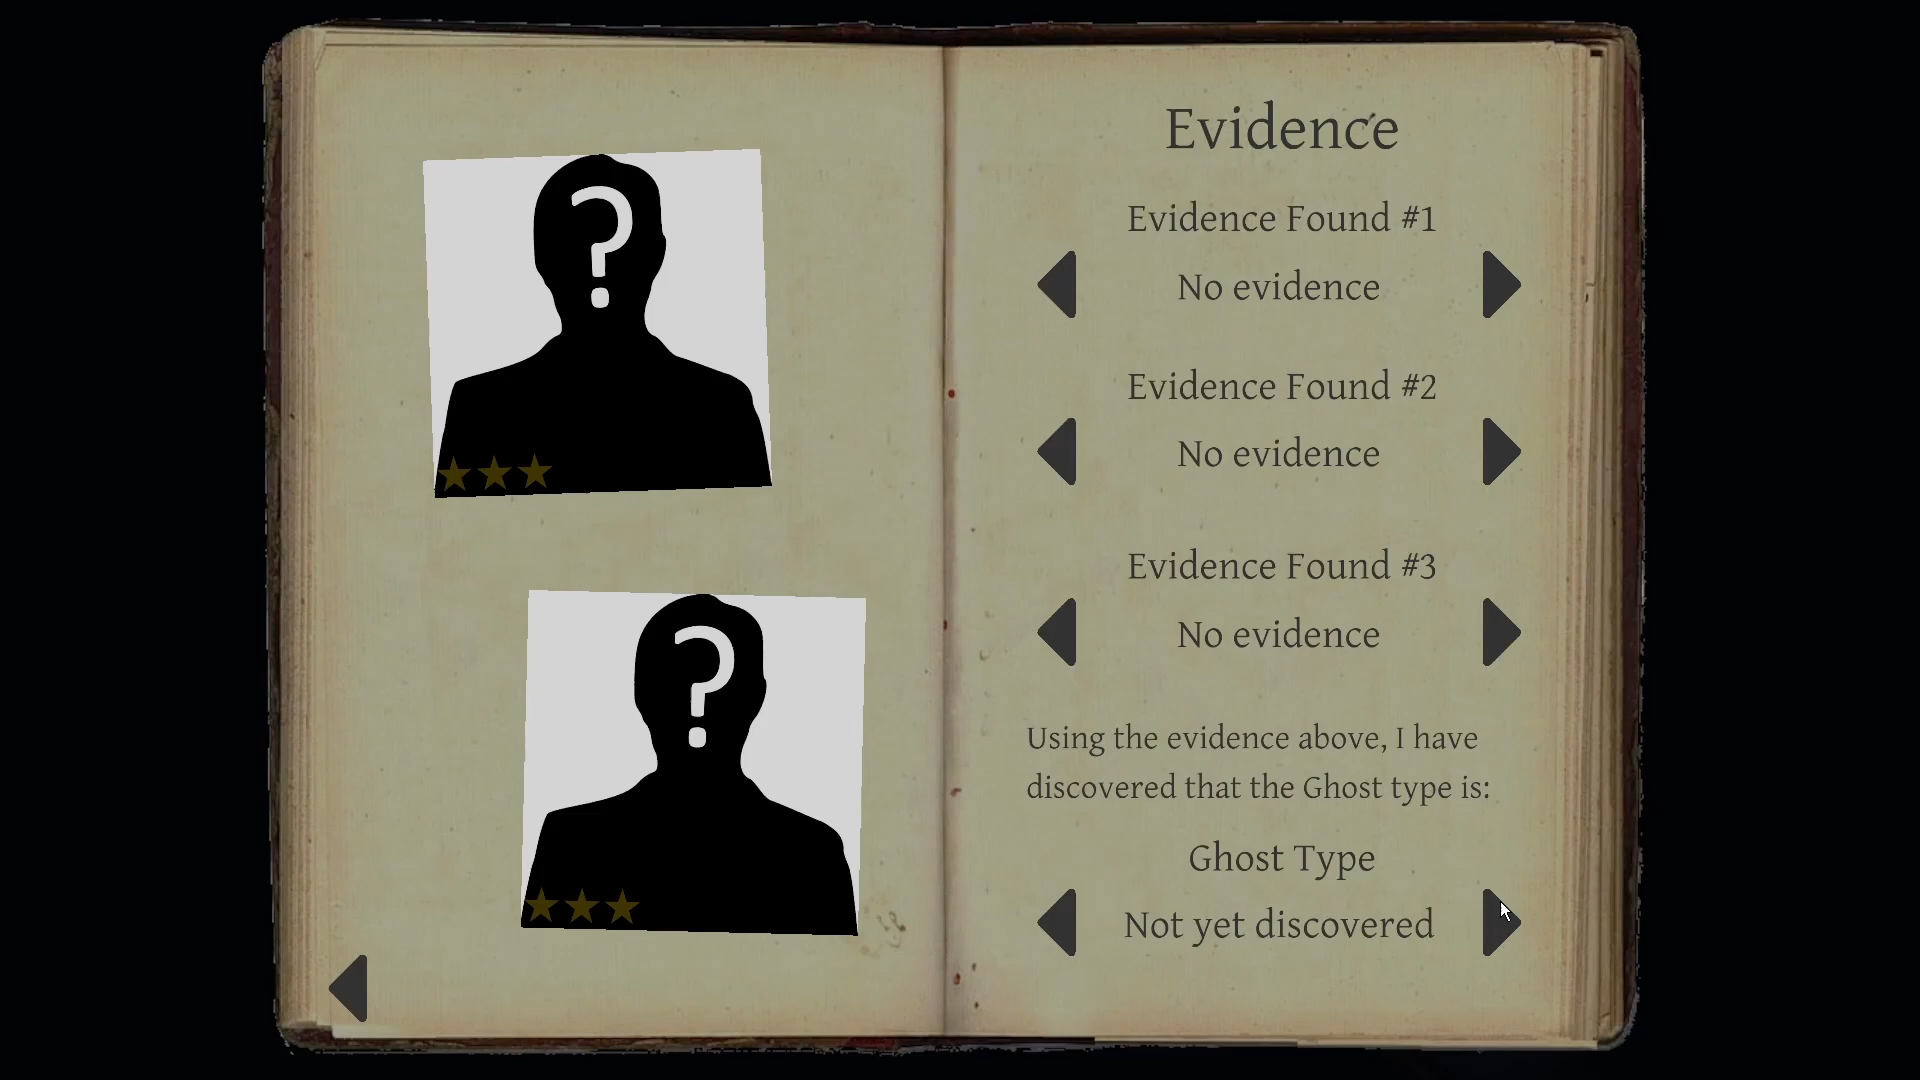 ?
?
Evidence
Evidence Found #1
No evidence
Evidence Found #2
No evidence
Evidence Found #3
No evidence
Using the evidence above, I have
discovered that the Ghost type is:
Ghost Type
Not yet discovered